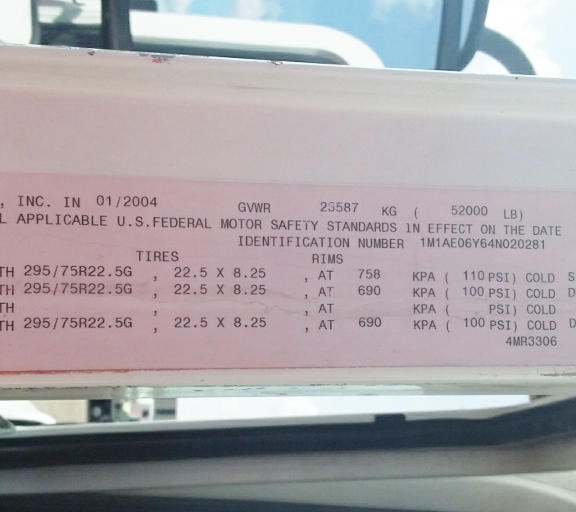 , INC. IN 01/2004 GVWR 23587 KG ( 52000 LB)
L APPLICABLE U.S.FEDERAL MOTOR SAFETY STANDARDS IN EFFECT ON THE DATE
IDENTIFICATION NUMBER 1M1AE06Y64N020281
TIRES RIMS
TH 295/75R22.5G , 22.5 X 8.25 , AT 758 KPA ( 110 PSI) COLD S
TH 295/75R22.5G , 22.5 X 8.25 , AT 690 KPA ( 100 PSI) COLD D
TH , , AT KPA ( PSI) COLD
TH 295/75R22.5G , 22.5 X 8.25 , AT 690 KPA ( 100 PSI) COLD D
4MR3306